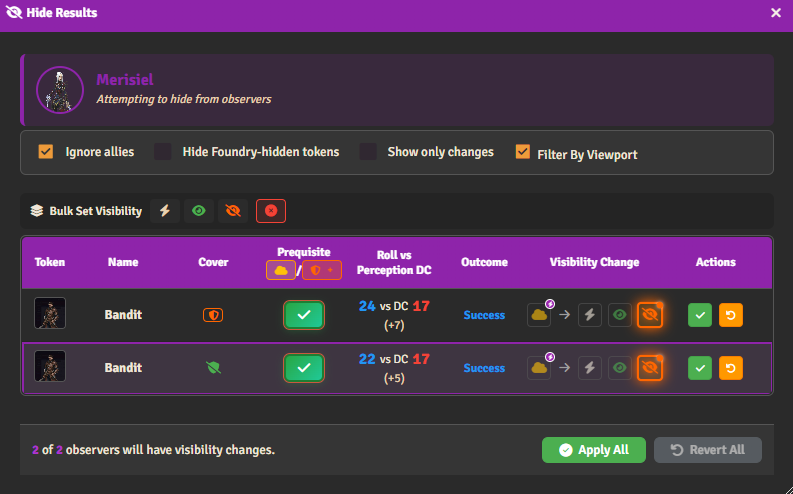 Hide Results
Merisiel
Attempting to hide from observers
Ignore allies
Hide Foundry-hidden tokens
Show only changes
Filter By Viewport
Bulk Set Visibility
Token Name Cover Prequisite / Roll vs Perception DC Outcome Visibility Change Actions
Bandit 24 vs DC 17 Success
(+7)
Bandit 22 vs DC 17 Success
(+5)
2 of 2 observers will have visibility changes.
Apply All
Revert All